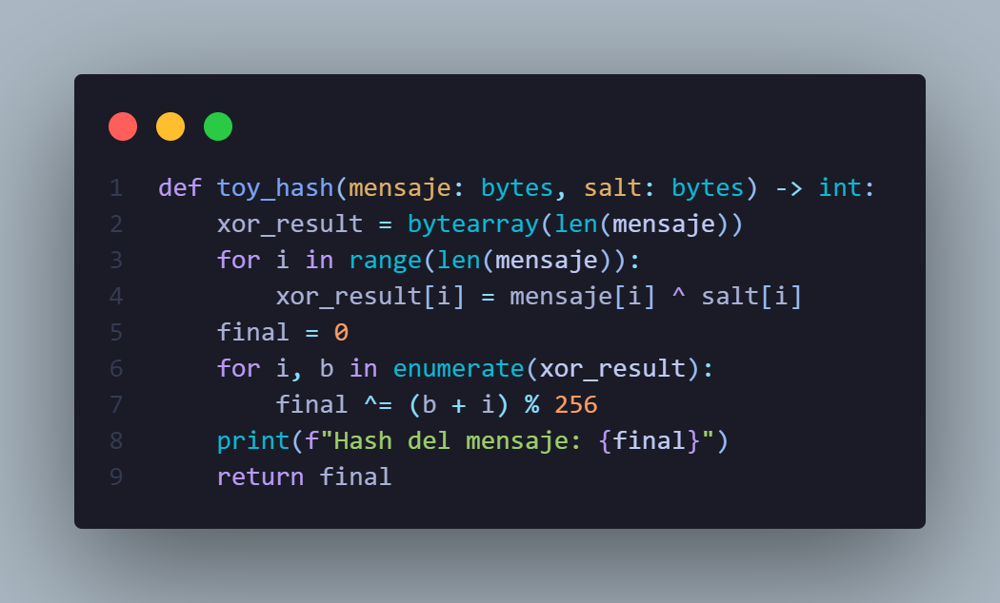 1 def toy_hash(mensaje: bytes, salt: bytes) -> int:
2     xor_result = bytearray(len(mensaje))
3     for i in range(len(mensaje)):
4         xor_result[i] = mensaje[i] ^ salt[i]
5     final = 0
6     for i, b in enumerate(xor_result):
7         final ^= (b + i) % 256
8     print(f"Hash del mensaje: {final}")
9     return final